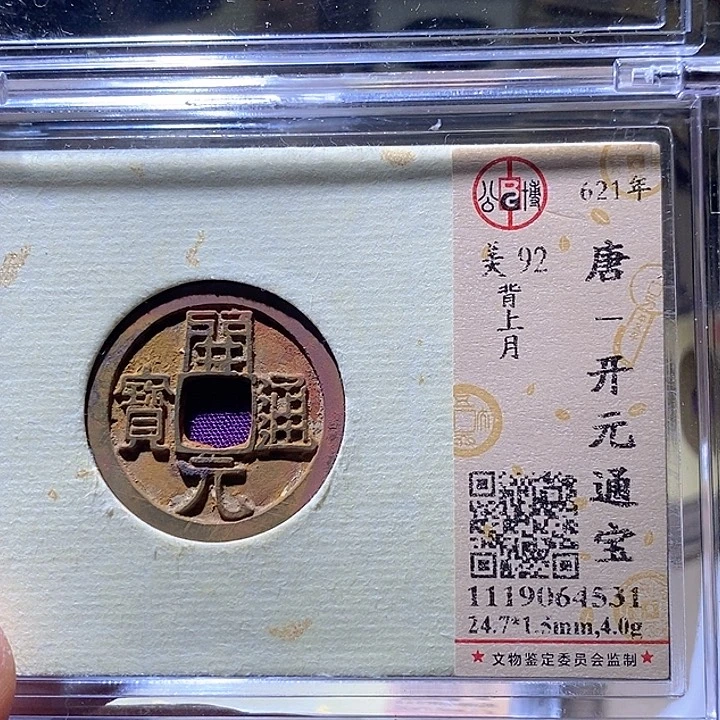 公博
621年
美 92
背上月
唐-开元通宝
1119064531
24.7*1.5mm,4.0g
★ 文物鉴定委员会监制 ★
開
元
通
寶